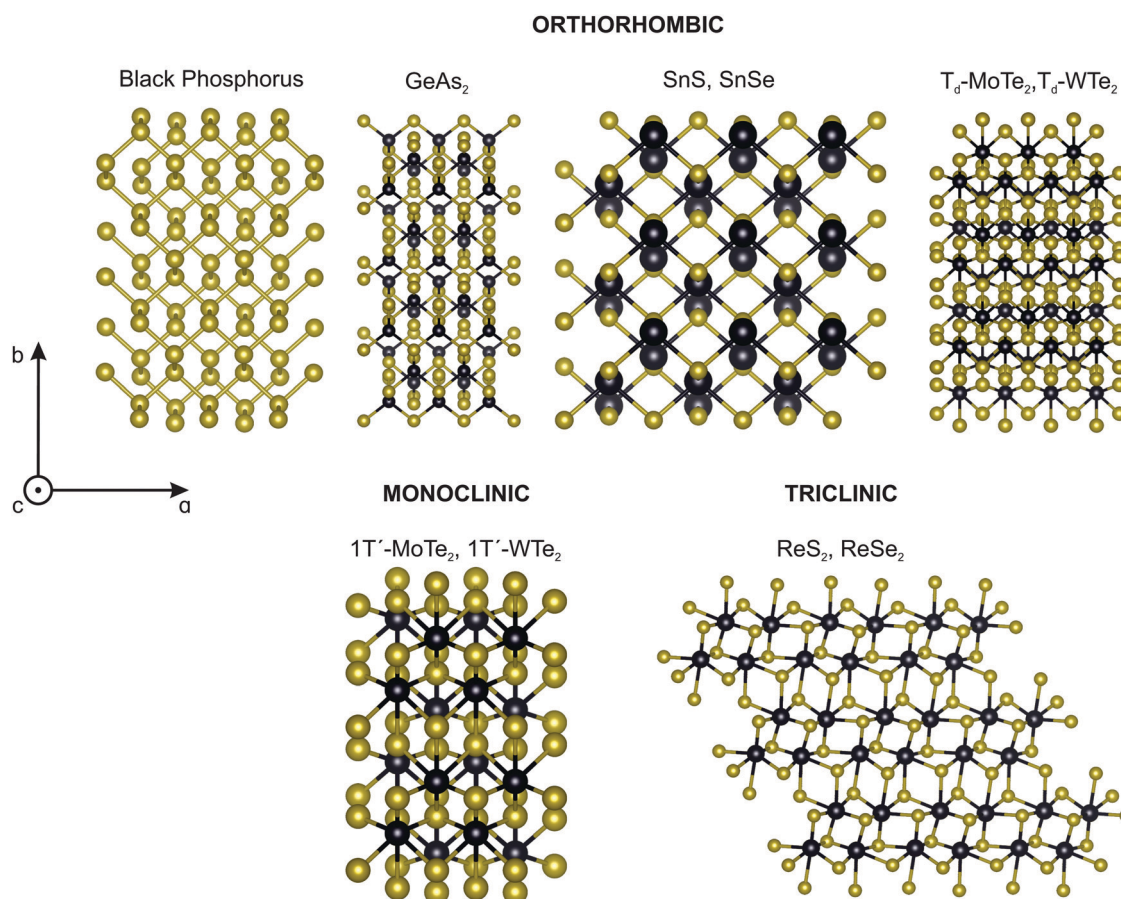 ORTHORHOMBIC
Black Phosphorus
GeAs₂
SnS, SnSe
T_d-MoTe₂,T_d-WTe₂
b
c
a
MONOCLINIC
TRICLINIC
1T´-MoTe₂, 1T´-WTe₂
ReS₂, ReSe₂